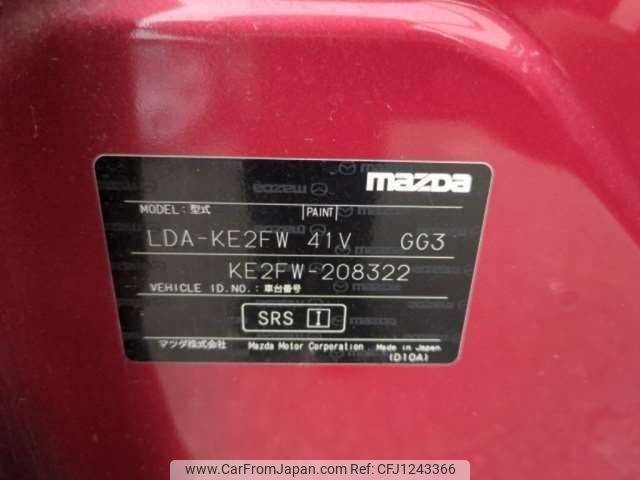 mazda
MODEL: 型式 PAINT
LDA-KE2FW 41V GG3
KE2FW-208322
VEHICLE ID.NO.: 車台番号
SRS I
マツダ株式会社 Mazda Motor Corporation Made in Japan
(D10A)
www.CarFromJapan.com | © CarFromJapan | CFJ1243366